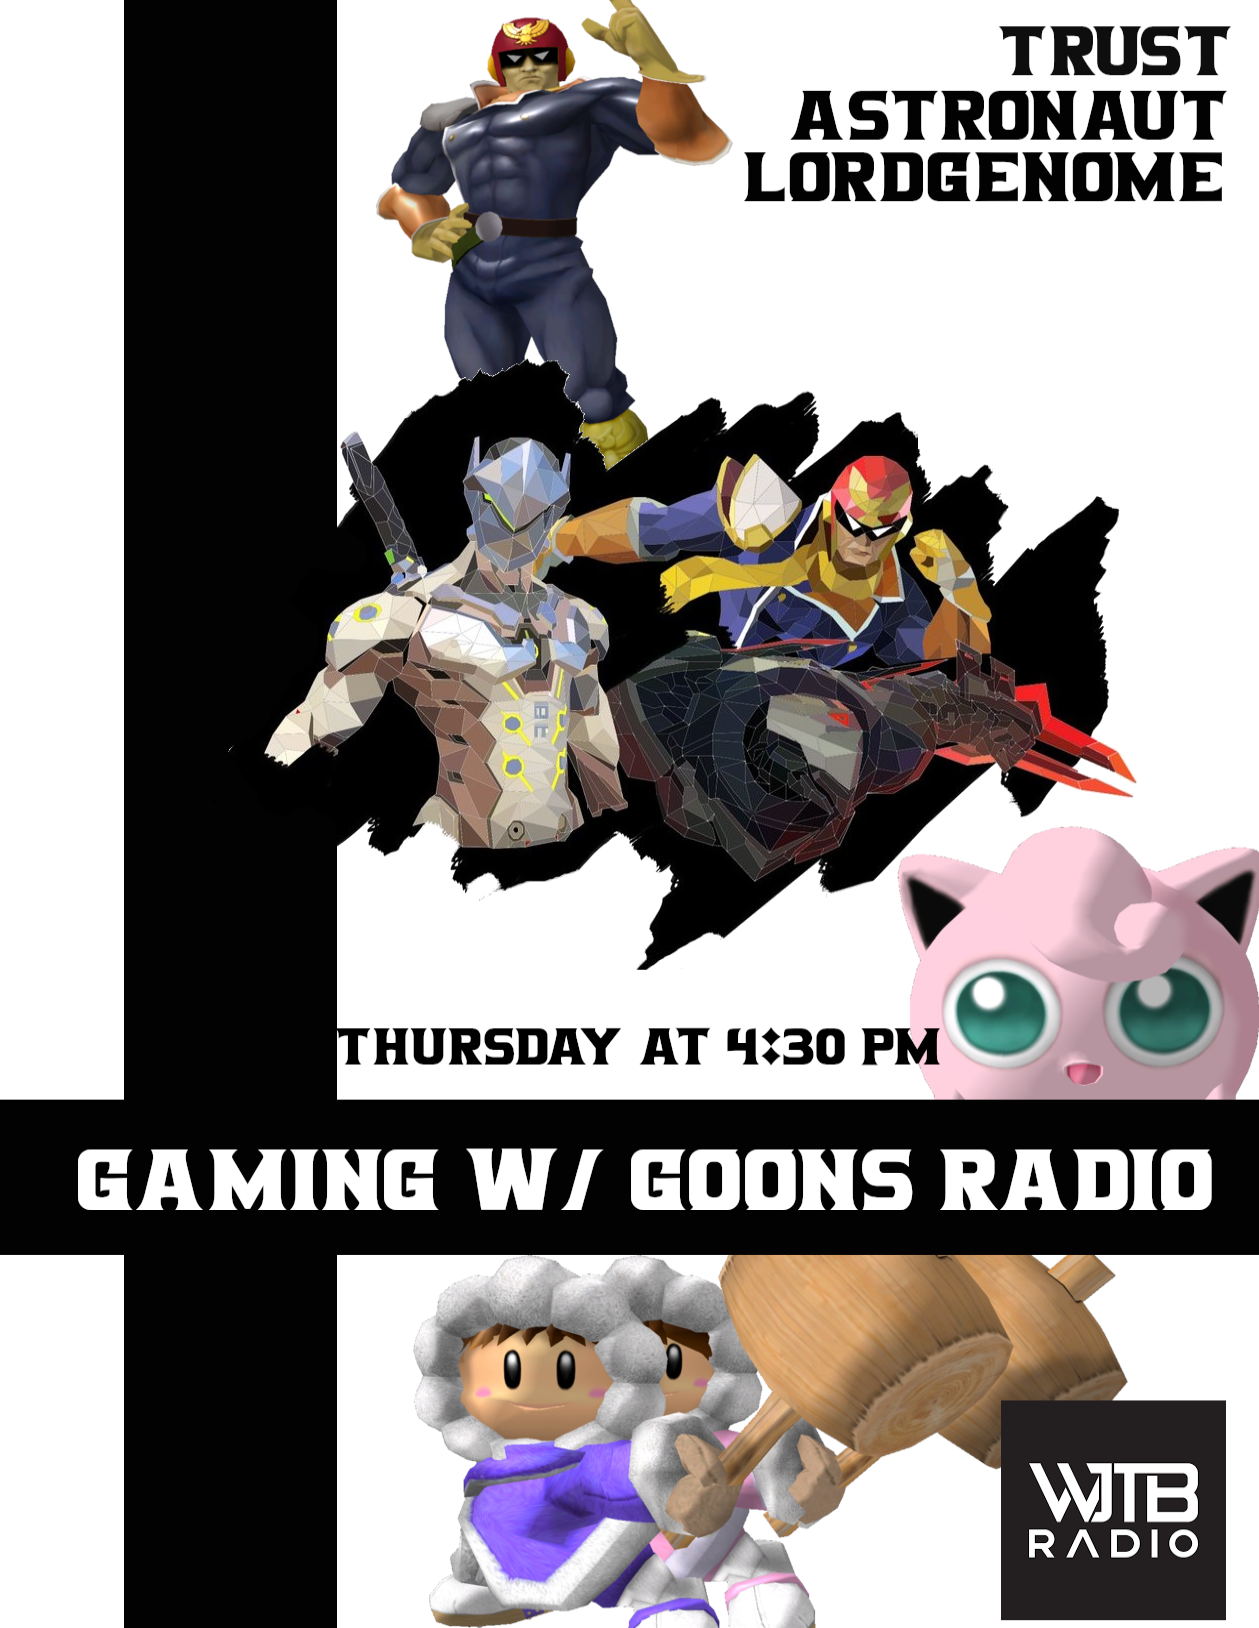 TRUST
ASTRONAUT
LORDGENOME
THURSDAY AT 4:30 PM
GAMING W/ GOONS RADIO
WJTB
RADIO